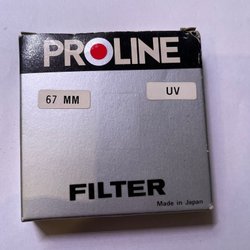 PROLINE
67 MM
UV
FILTER
Made in Japan